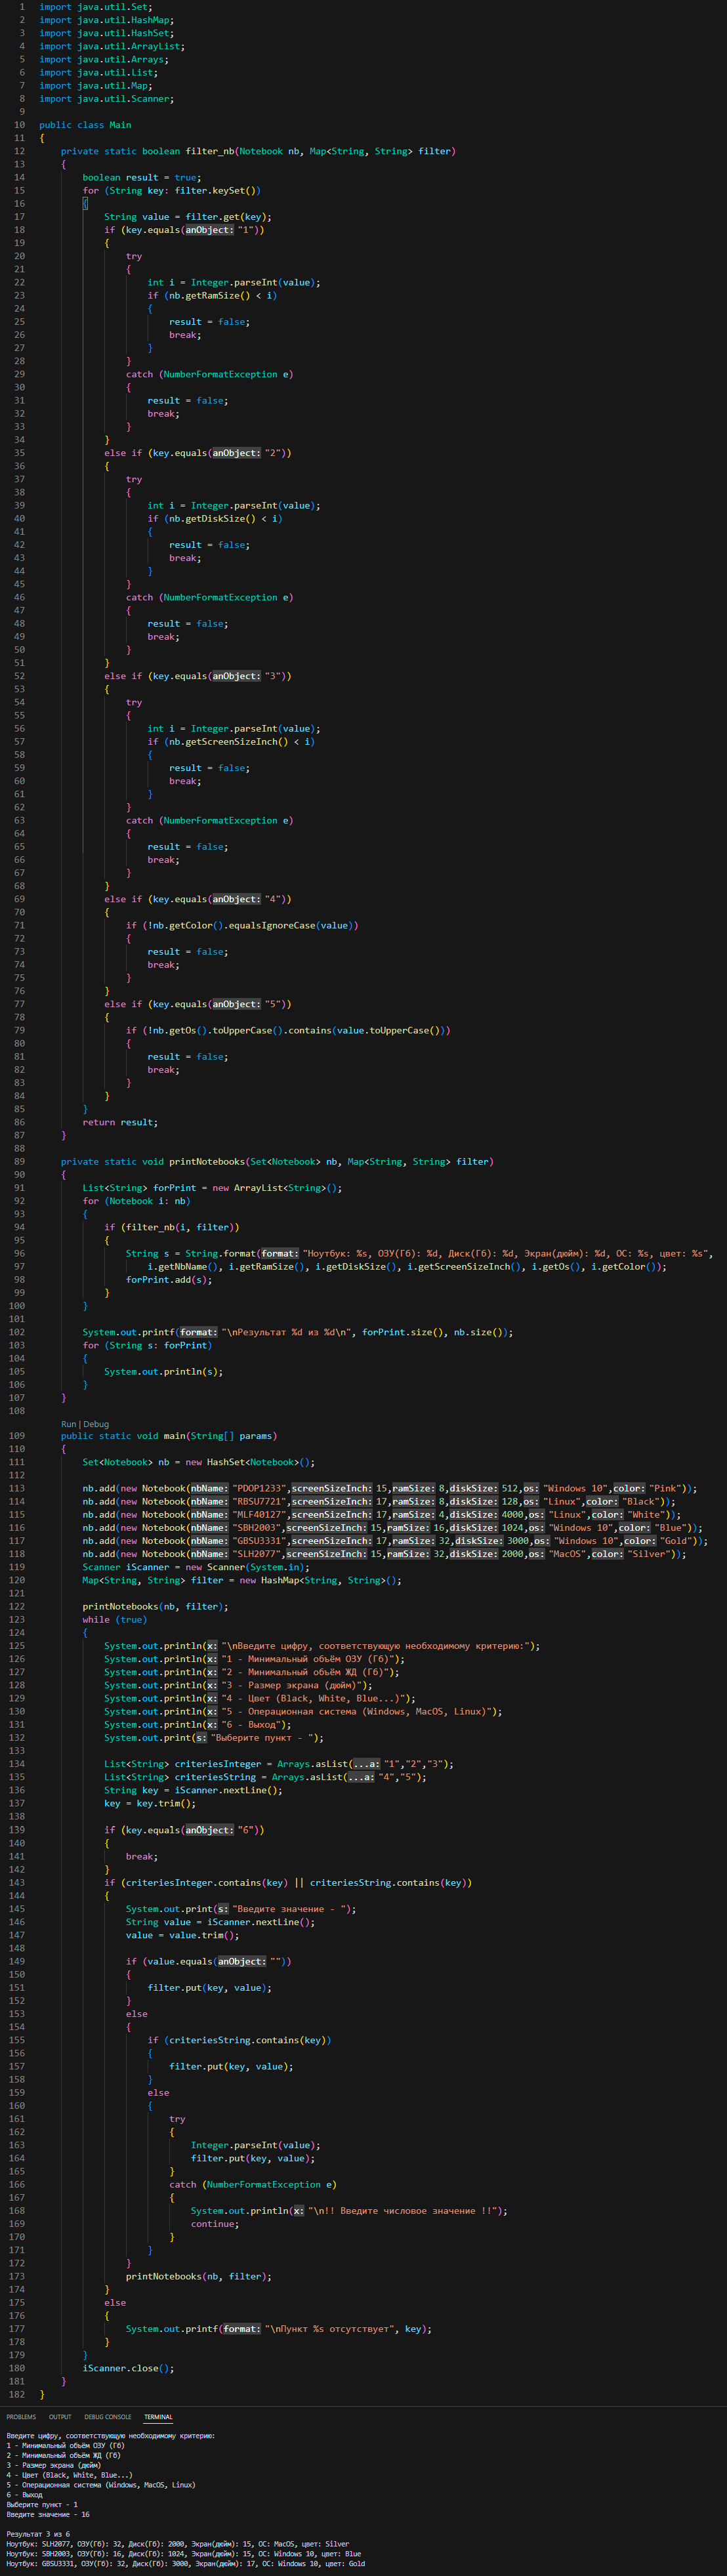 1 import java.util.Set;
2 import java.util.HashMap;
3 import java.util.HashSet;
4 import java.util.ArrayList;
5 import java.util.Arrays;
6 import java.util.List;
7 import java.util.Map;
8 import java.util.Scanner;
9
10 public class Main
11 {
12 private static boolean filter_nb(Notebook nb, Map<String, String> filter)
13 {
14 boolean result = true;
15 for (String key: filter.keySet())
16 {
17 String value = filter.get(key);
18 if (key.equals(anObject: "1"))
19 {
20 try
21 {
22 int i = Integer.parseInt(value);
23 if (nb.getRamSize() < i)
24 {
25 result = false;
26 break;
27 }
28 }
29 catch (NumberFormatException e)
30 {
31 result = false;
32 break;
33 }
34 }
35 else if (key.equals(anObject: "2"))
36 {
37 try
38 {
39 int i = Integer.parseInt(value);
40 if (nb.getDiskSize() < i)
41 {
42 result = false;
43 break;
44 }
45 }
46 catch (NumberFormatException e)
47 {
48 result = false;
49 break;
50 }
51 }
52 else if (key.equals(anObject: "3"))
53 {
54 try
55 {
56 int i = Integer.parseInt(value);
57 if (nb.getScreenSizeInch() < i)
58 {
59 result = false;
60 break;
61 }
62 }
63 catch (NumberFormatException e)
64 {
65 result = false;
66 break;
67 }
68 }
69 else if (key.equals(anObject: "4"))
70 {
71 if (!nb.getColor().equalsIgnoreCase(value))
72 {
73 result = false;
74 break;
75 }
76 }
77 else if (key.equals(anObject: "5"))
78 {
79 if (!nb.getOs().toUpperCase().contains(value.toUpperCase()))
80 {
81 result = false;
82 break;
83 }
84 }
85 }
86 return result;
87 }
88
89 private static void printNotebooks(Set<Notebook> nb, Map<String, String> filter)
90 {
91 List<String> forPrint = new ArrayList<String>();
92 for (Notebook i: nb)
93 {
94 if (filter_nb(i, filter))
95 {
96 String s = String.format(format: "Ноутбук: %s, ОЗУ(Гб): %d, Диск(Гб): %d, Экран(дюйм): %d, ОС: %s, цвет: %s",
97 i.getNbName(), i.getRamSize(), i.getDiskSize(), i.getScreenSizeInch(), i.getOs(), i.getColor());
98 forPrint.add(s);
99 }
100 }
101
102 System.out.printf(format: "\nРезультат %d из %d\n", forPrint.size(), nb.size());
103 for (String s: forPrint)
104 {
105 System.out.println(s);
106 }
107 }
108
Run | Debug
109 public static void main(String[] params)
110 {
111 Set<Notebook> nb = new HashSet<Notebook>();
112
113 nb.add(new Notebook(nbName: "PDOP1233",screenSizeInch: 15,ramSize: 8,diskSize: 512,os: "Windows 10",color: "Pink"));
114 nb.add(new Notebook(nbName: "RBSU7721",screenSizeInch: 17,ramSize: 8,diskSize: 128,os: "Linux",color: "Black"));
115 nb.add(new Notebook(nbName: "MLF40127",screenSizeInch: 17,ramSize: 4,diskSize: 4000,os: "Linux",color: "White"));
116 nb.add(new Notebook(nbName: "SBH2003",screenSizeInch: 15,ramSize: 16,diskSize: 1024,os: "Windows 10",color: "Blue"));
117 nb.add(new Notebook(nbName: "GBSU3331",screenSizeInch: 17,ramSize: 32,diskSize: 3000,os: "Windows 10",color: "Gold"));
118 nb.add(new Notebook(nbName: "SLH2077",screenSizeInch: 15,ramSize: 32,diskSize: 2000,os: "MacOS",color: "Silver"));
119 Scanner iScanner = new Scanner(System.in);
120 Map<String, String> filter = new HashMap<String, String>();
121
122 printNotebooks(nb, filter);
123 while (true)
124 {
125 System.out.println(x: "\nВведите цифру, соответствующую необходимому критерию:");
126 System.out.println(x: "1 - Минимальный объём ОЗУ (Гб)");
127 System.out.println(x: "2 - Минимальный объём ЖД (Гб)");
128 System.out.println(x: "3 - Размер экрана (дюйм)");
129 System.out.println(x: "4 - Цвет (Black, White, Blue...)");
130 System.out.println(x: "5 - Операционная система (Windows, MacOS, Linux)");
131 System.out.println(x: "6 - Выход");
132 System.out.print(s: "Выберите пункт - ");
133
134 List<String> criteriesInteger = Arrays.asList(...a: "1","2","3");
135 List<String> criteriesString = Arrays.asList(...a: "4","5");
136 String key = iScanner.nextLine();
137 key = key.trim();
138
139 if (key.equals(anObject: "6"))
140 {
141 break;
142 }
143 if (criteriesInteger.contains(key) || criteriesString.contains(key))
144 {
145 System.out.print(s: "Введите значение - ");
146 String value = iScanner.nextLine();
147 value = value.trim();
148
149 if (value.equals(anObject: ""))
150 {
151 filter.put(key, value);
152 }
153 else
154 {
155 if (criteriesString.contains(key))
156 {
157 filter.put(key, value);
158 }
159 else
160 {
161 try
162 {
163 Integer.parseInt(value);
164 filter.put(key, value);
165 }
166 catch (NumberFormatException e)
167 {
168 System.out.println(x: "\n!! Введите числовое значение !!");
169 continue;
170 }
171 }
172 }
173 printNotebooks(nb, filter);
174 }
175 else
176 {
177 System.out.printf(format: "\nПункт %s отсутствует", key);
178 }
179 }
180 iScanner.close();
181 }
182 }
PROBLEMS OUTPUT DEBUG CONSOLE TERMINAL
Введите цифру, соответствующую необходимому критерию:
1 - Минимальный объём ОЗУ (Гб)
2 - Минимальный объём ЖД (Гб)
3 - Размер экрана (дюйм)
4 - Цвет (Black, White, Blue...)
5 - Операционная система (Windows, MacOS, Linux)
6 - Выход
Выберите пункт - 1
Введите значение - 16
Результат 3 из 6
Ноутбук: SLH2077, ОЗУ(Гб): 32, Диск(Гб): 2000, Экран(дюйм): 15, ОС: MacOS, цвет: Silver
Ноутбук: SBH2003, ОЗУ(Гб): 16, Диск(Гб): 1024, Экран(дюйм): 15, ОС: Windows 10, цвет: Blue
Ноутбук: GBSU3331, ОЗУ(Гб): 32, Диск(Гб): 3000, Экран(дюйм): 17, ОС: Windows 10, цвет: Gold